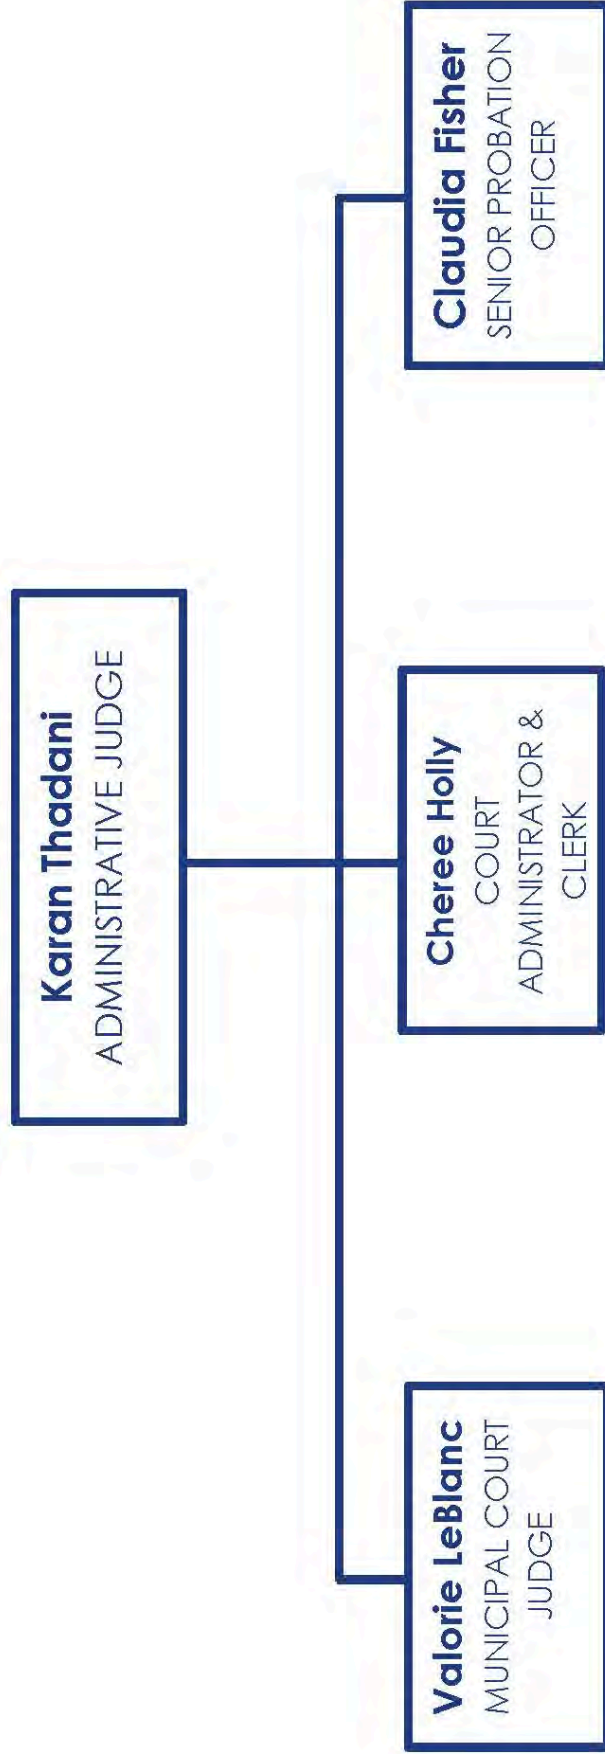 Karan Thadani
ADMINISTRATIVE JUDGE
Valorie LeBlanc
MUNICIPAL COURT
JUDGE
Cheree Holly
COURT
ADMINISTRATOR &
CLERK
Claudia Fisher
SENIOR PROBATION
OFFICER